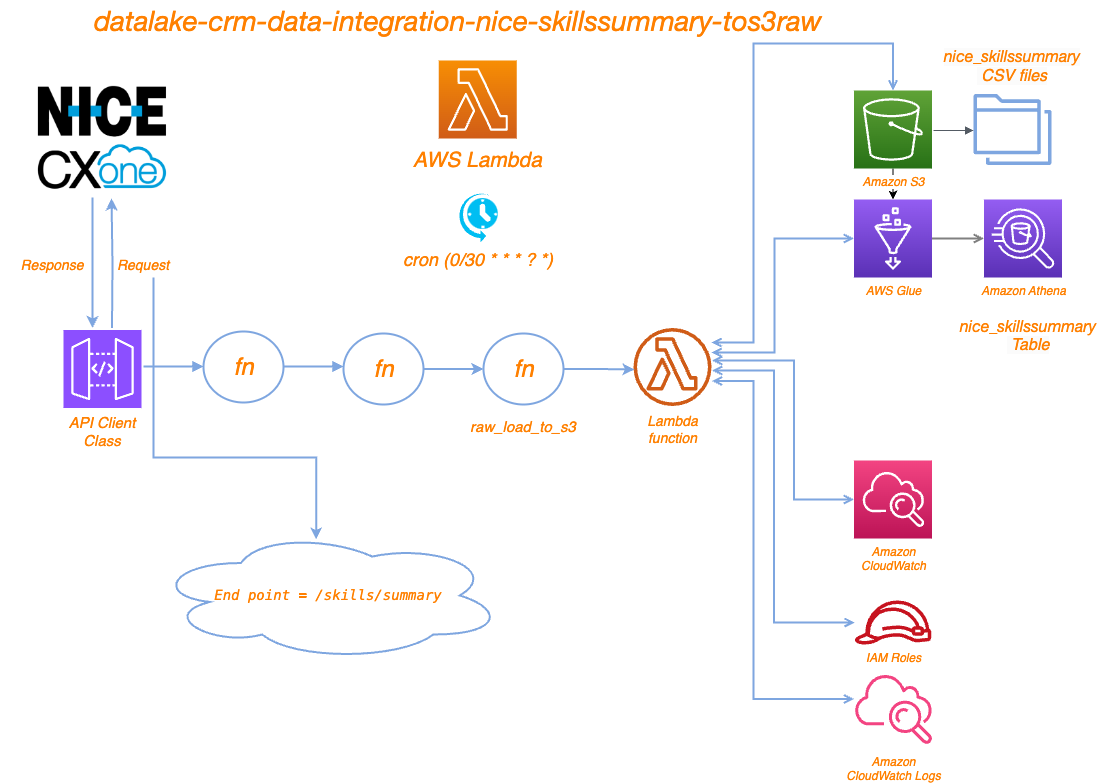 datalake-crm-data-integration-nice-skillssummary-tos3raw
NICE
CXone
AWS Lambda
cron (0/30 * * * ? *)
nice_skillssummary
CSV files
Amazon S3
Response
Request
AWS Glue
Amazon Athena
nice_skillssummary
Table
</>
API Client
Class
fn
fn
fn
raw_load_to_s3
Lambda
function
Amazon
CloudWatch
End point = /skills/summary
IAM Roles
Amazon
CloudWatch Logs